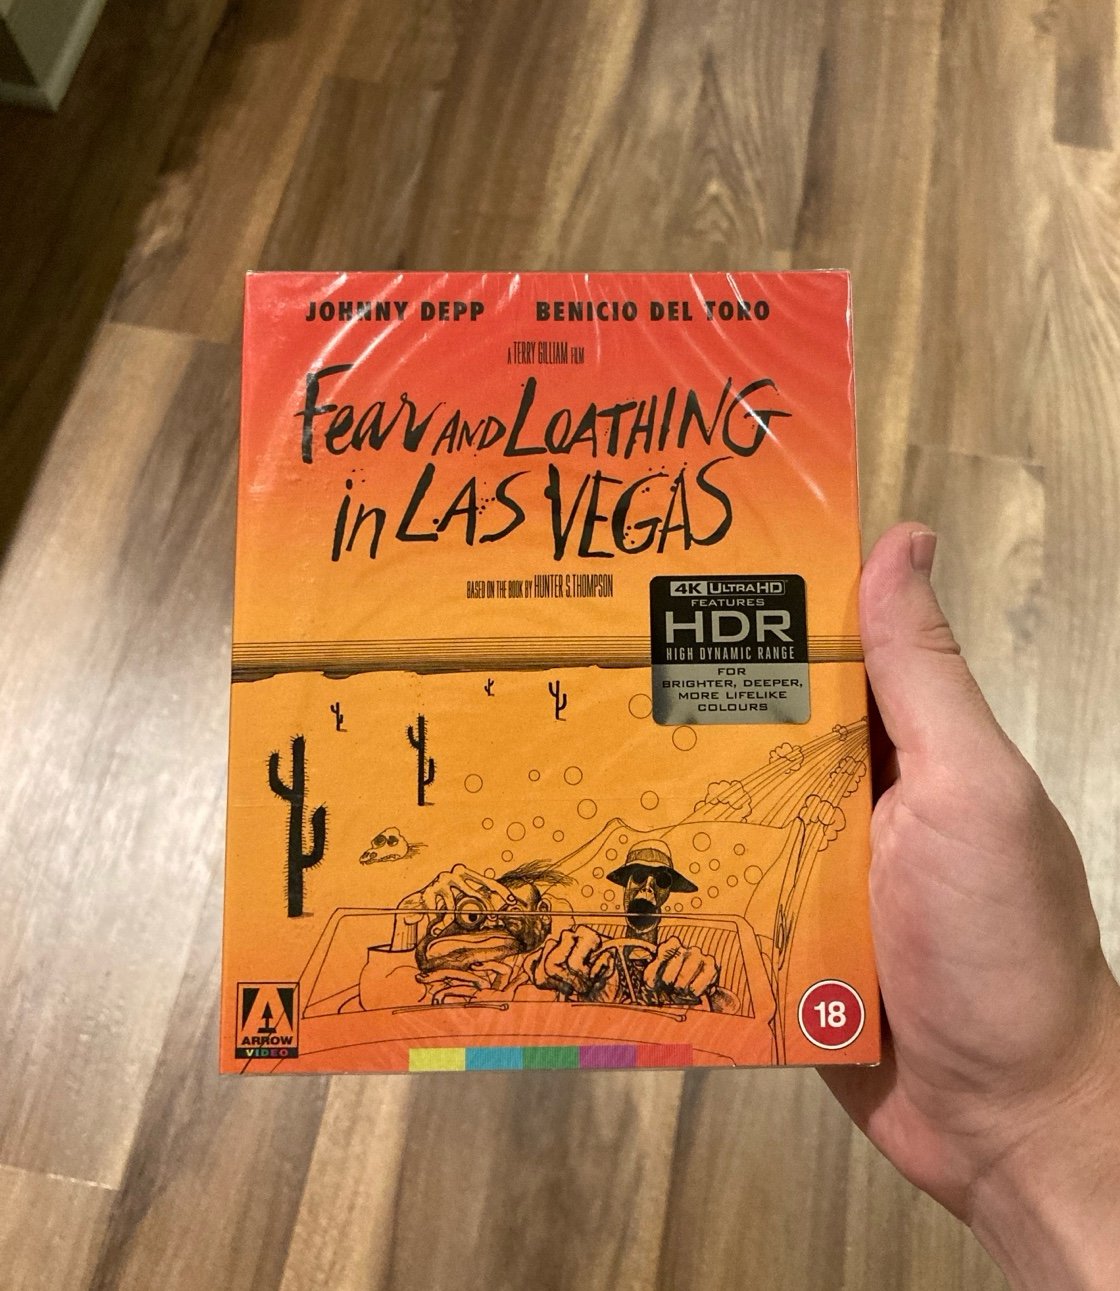 JOHNNY DEPP BENICIO DEL TORO
A TERRY GILLIAM FILM
Fear AND LOATHING
in LAS VEGAS
BASED ON THE BOOK BY HUNTER S. THOMPSON
4K ULTRAHD
FEATURES
HDR
HIGH DYNAMIC RANGE
FOR
BRIGHTER, DEEPER,
MORE LIFELIKE
COLOURS
ARROW
VIDEO
18